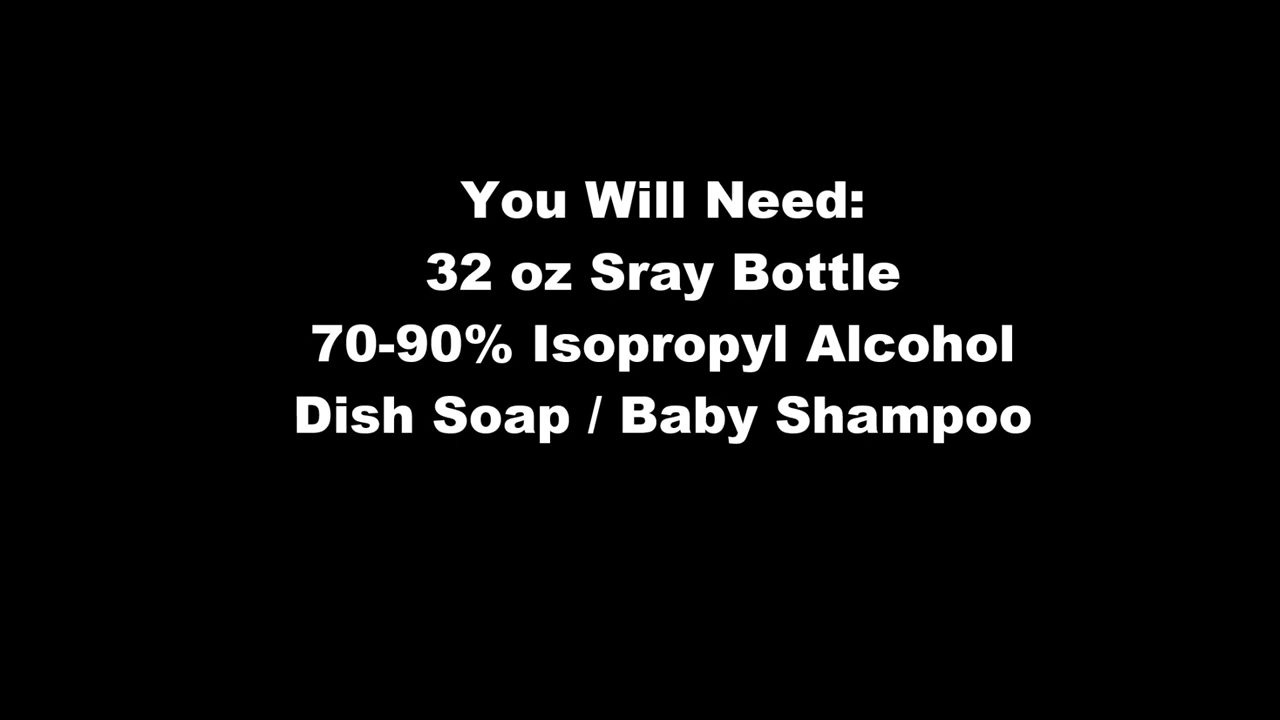 You Will Need:
32 oz Sray Bottle
70-90% Isopropyl Alcohol
Dish Soap / Baby Shampoo